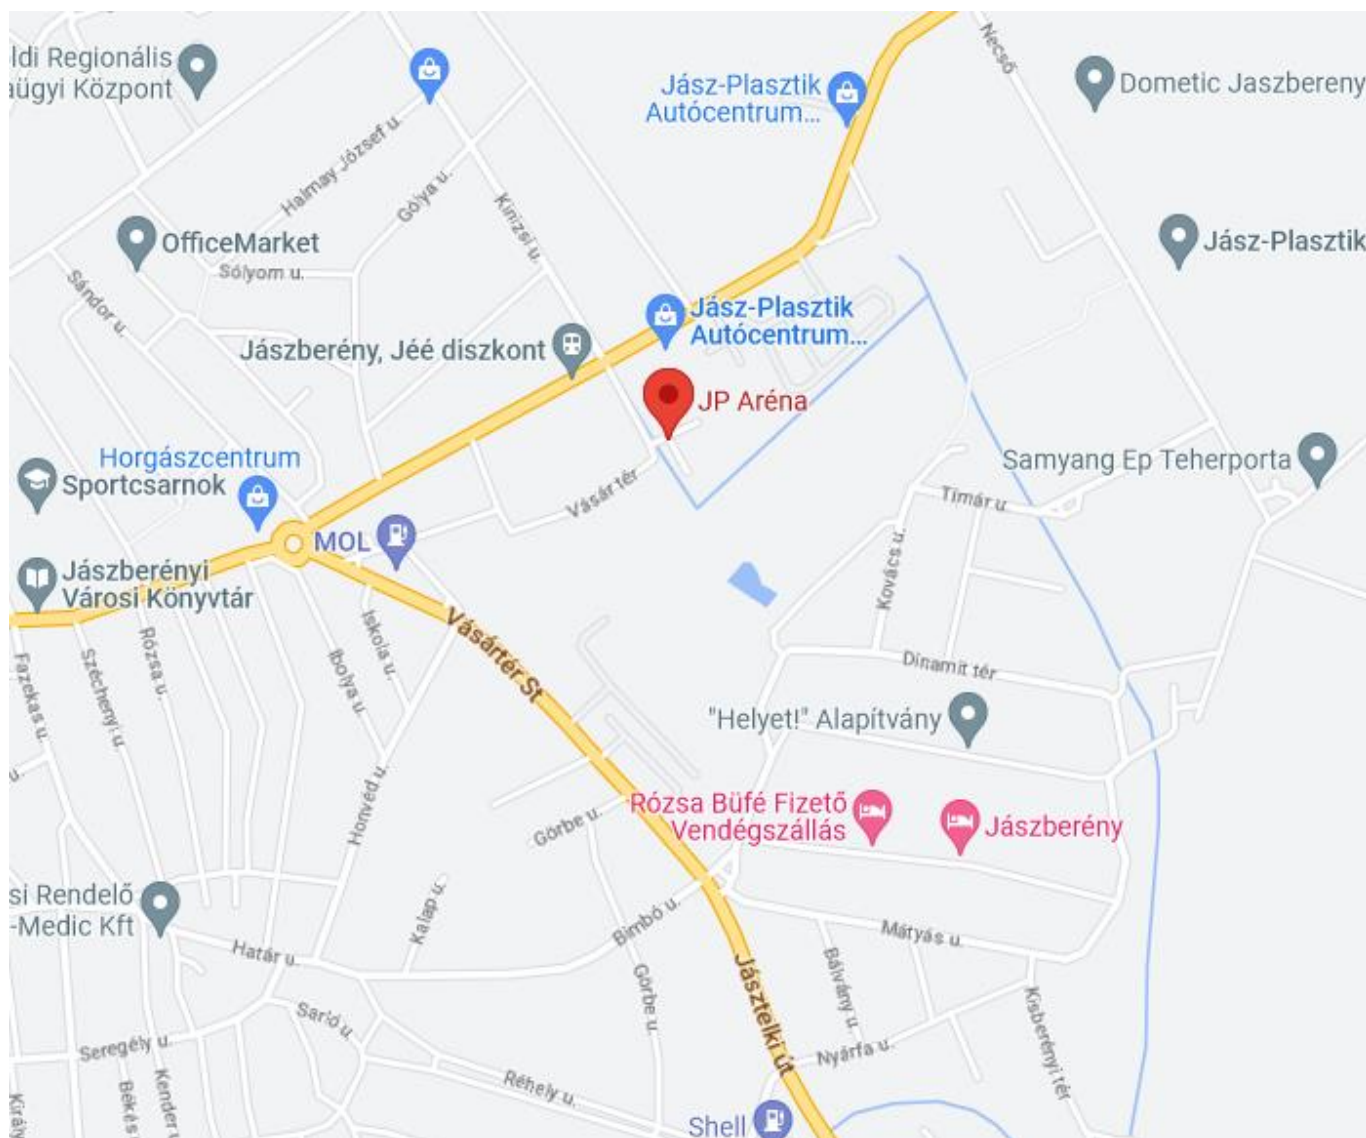 ldi Regionális
aügyi Központ
Necső
Jász-Plasztik
Autócentrum...
Dometic Jaszbereny
Halmay József u.
Gólya u.
Kinizsi u.
OfficeMarket
Sólyom u.
Jász-Plasztik
Sándor u.
Jász-Plasztik
Autócentrum...
Jászberény, Jéé diszkont
JP Aréna
Horgászcentrum
Sportcsarnok
Samyang Ep Teherporta
Vásár tér
Tímár u.
MOL
Jászberényi
Városi Könyvtár
Kovács u.
Iskola u.
Vásártér St
Rózsa u.
Ibolya u.
Széchenyi u.
Fazekas u.
Dinamit tér
"Helyet!" Alapítvány
Honvéd u.
Görbe u.
Rózsa Büfé Fizető
Vendégszállás
Jászberény
si Rendelő
-Medic Kft
Kalap u.
Bimbó u.
Mátyás u.
Határ u.
Bálvány u.
Jásztelki út
Görbe u.
Kisberényi tér
Sarló u.
Seregély u.
Nyárfa u.
Réhely u.
Király
Békés
Kender u.
Shell